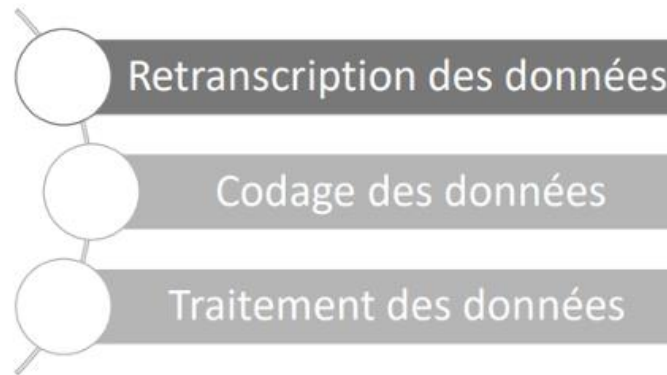 Retranscription des données
Codage des données
Traitement des données